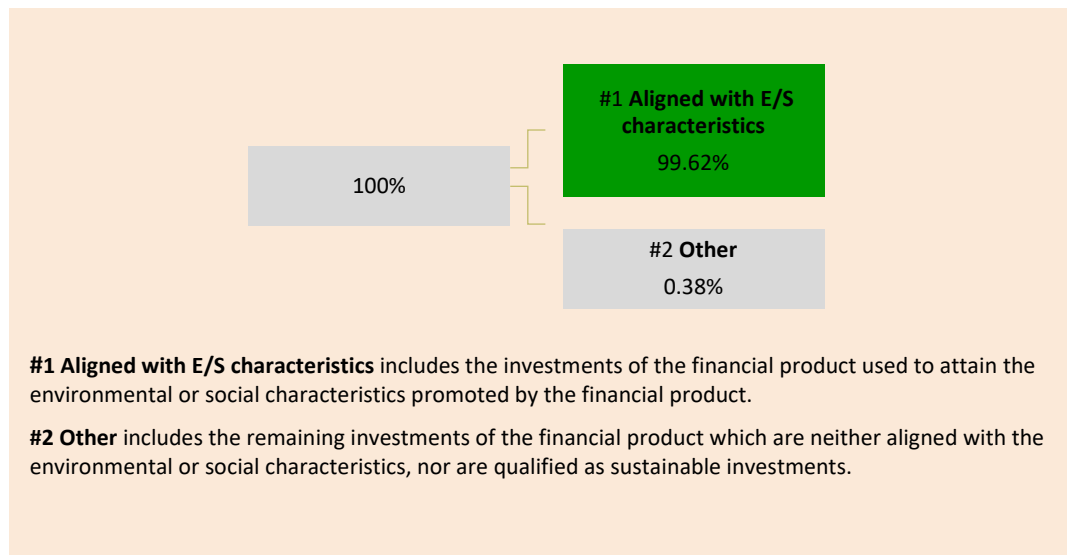 #1 Aligned with E/S
characteristics
99.62%
100%
#2 Other
0.38%
#1 Aligned with E/S characteristics includes the investments of the financial product used to attain the
environmental or social characteristics promoted by the financial product.
#2 Other includes the remaining investments of the financial product which are neither aligned with the
environmental or social characteristics, nor are qualified as sustainable investments.